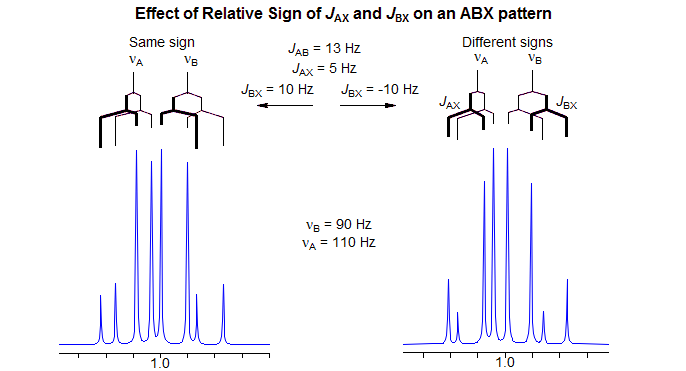 Effect of Relative Sign of JAX and JBX on an ABX pattern
Same sign
νA
νB
JAB = 13 Hz
JAX = 5 Hz
JBX = 10 Hz
JBX = -10 Hz
Different signs
νA
νB
JAX
JBX
νB = 90 Hz
νA = 110 Hz
1.0
1.0